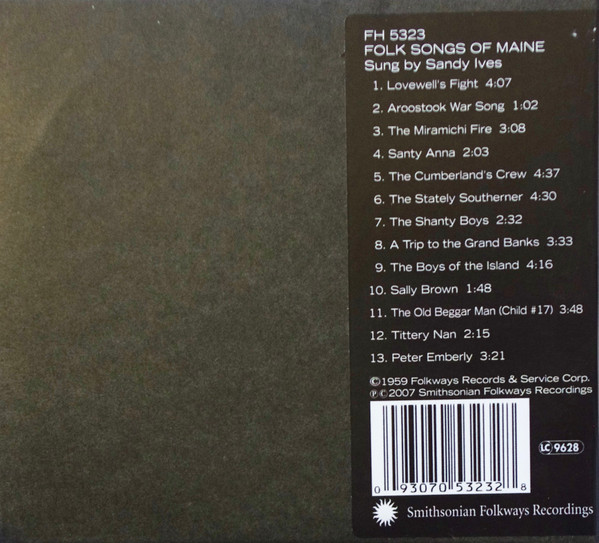 FH 5323
FOLK SONGS OF MAINE
Sung by Sandy Ives
1. Lovewell's Fight 4:07
2. Aroostook War Song 1:02
3. The Miramichi Fire 3:08
4. Santy Anna 2:03
5. The Cumberland's Crew 4:37
6. The Stately Southerner 4:30
7. The Shanty Boys 2:32
8. A Trip to the Grand Banks 3:33
9. The Boys of the Island 4:16
10. Sally Brown 1:48
11. The Old Beggar Man (Child #17) 3:48
12. Tittery Nan 2:15
13. Peter Emberly 3:21
©1959 Folkways Records & Service Corp.
℗©2007 Smithsonian Folkways Recordings
LC 9628
0 93070 53232 8
Smithsonian Folkways Recordings